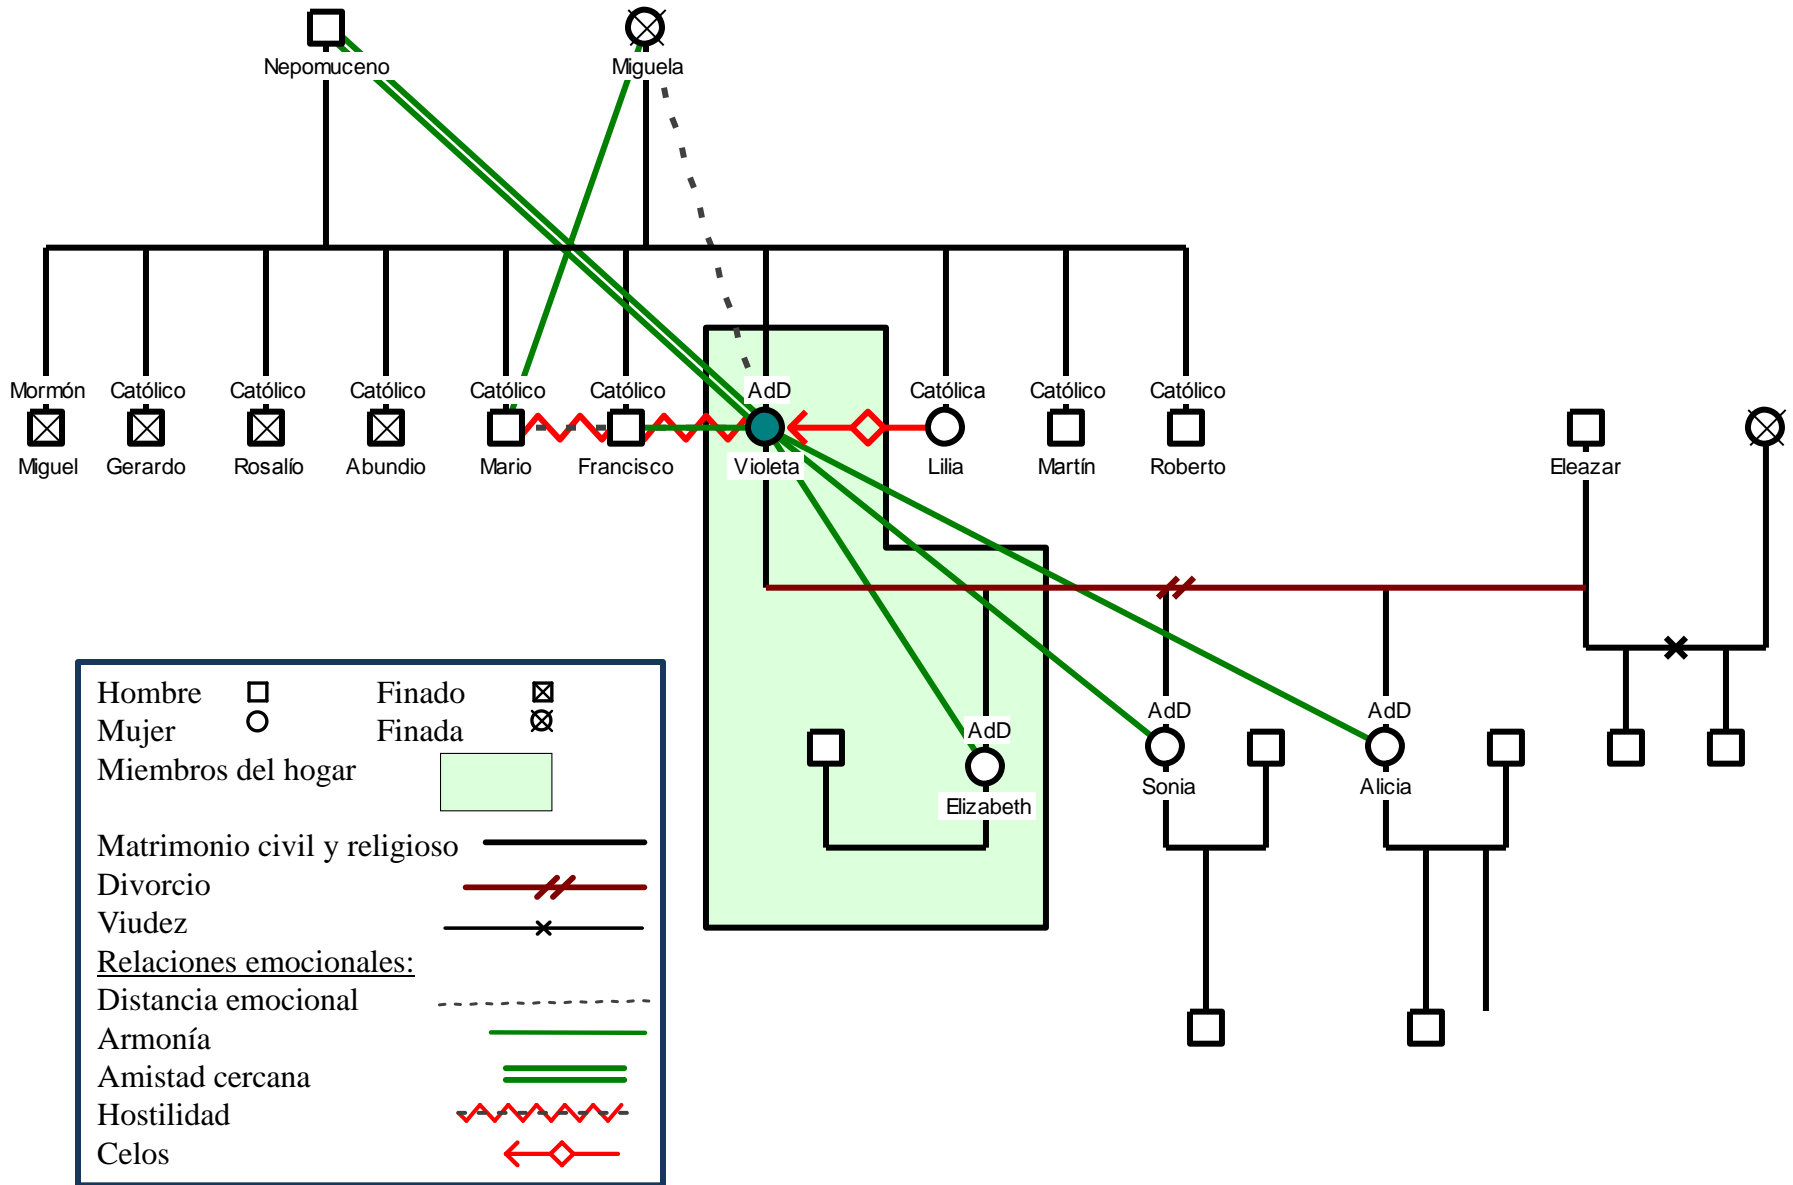 Nepomuceno
Miguela
Mormón
Católico
Católico
Católico
Católico
Católico
AdD
Católica
Católico
Católico
Miguel
Gerardo
Rosalío
Abundio
Mario
Francisco
Violeta
Lilia
Martín
Roberto
Eleazar
AdD
Elizabeth
AdD
Sonia
AdD
Alicia
Hombre
Finado
Mujer
Finada
Miembros del hogar
Matrimonio civil y religioso
Divorcio
Viudez
Relaciones emocionales:
Distancia emocional
Armonía
Amistad cercana
Hostilidad
Celos